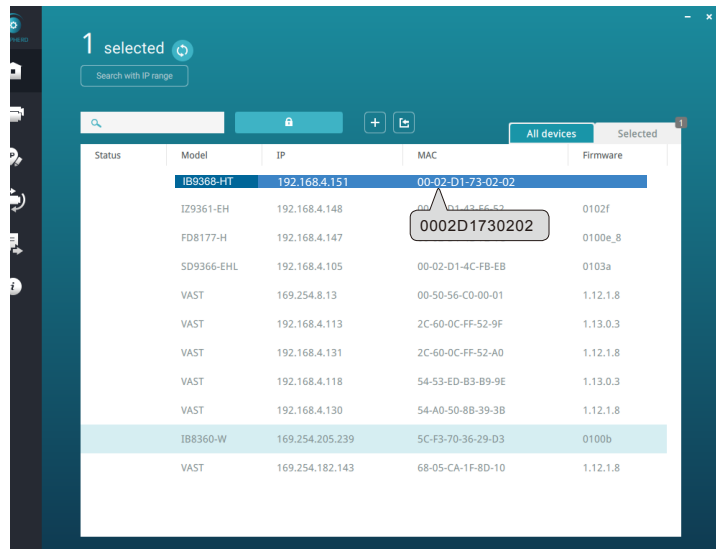 1 selected
Search with IP range
All devices Selected 1
Status Model IP MAC Firmware
IB9368-HT 192.168.4.151 00-02-D1-73-02-02
IZ9361-EH 192.168.4.148 0102f
0002D1730202
FD8177-H 192.168.4.147 0100e_8
SD9366-EHL 192.168.4.105 00-02-D1-4C-FB-EB 0103a
VAST 169.254.8.13 00-50-56-C0-00-01 1.12.1.8
VAST 192.168.4.113 2C-60-0C-FF-52-9F 1.13.0.3
VAST 192.168.4.131 2C-60-0C-FF-52-A0 1.12.1.8
VAST 192.168.4.118 54-53-ED-B3-B9-9E 1.13.0.3
VAST 192.168.4.130 54-A0-50-8B-39-3B 1.12.1.8
IB8360-W 169.254.205.239 5C-F3-70-36-29-D3 0100b
VAST 169.254.182.143 68-05-CA-1F-8D-10 1.12.1.8